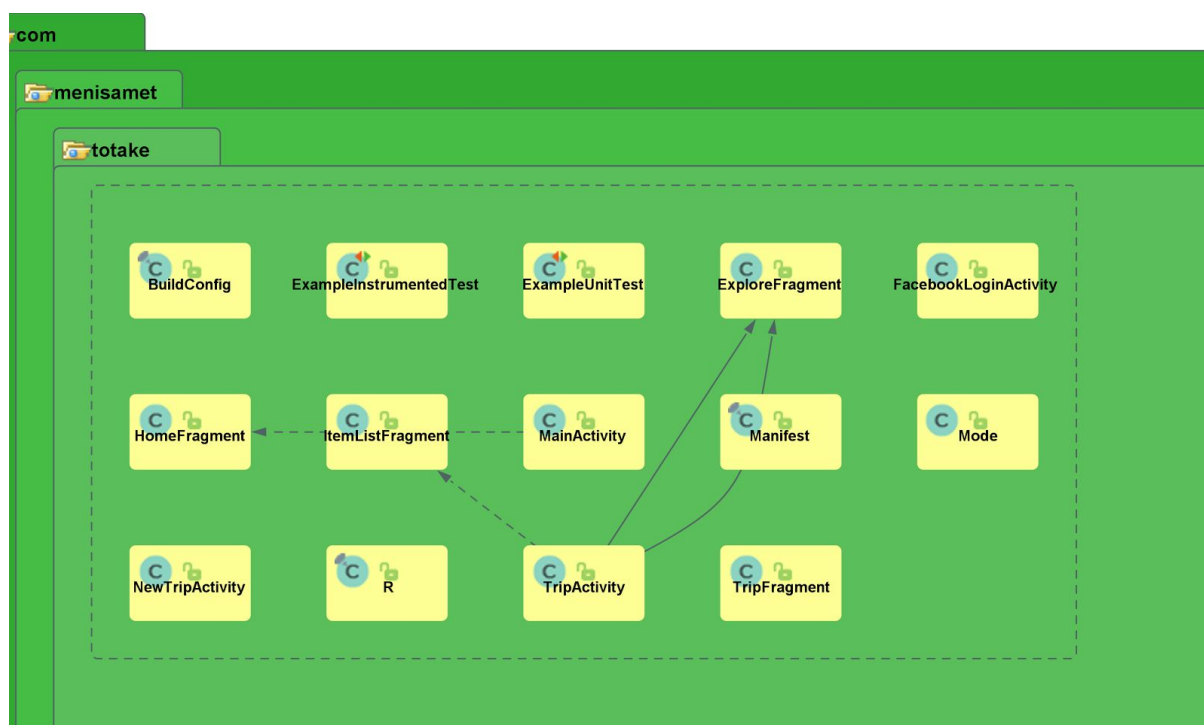 com
menisamet
totake
BuildConfig
ExampleInstrumentedTest
ExampleUnitTest
ExploreFragment
FacebookLoginActivity
HomeFragment
ItemListFragment
MainActivity
Manifest
Mode
NewTripActivity
R
TripActivity
TripFragment